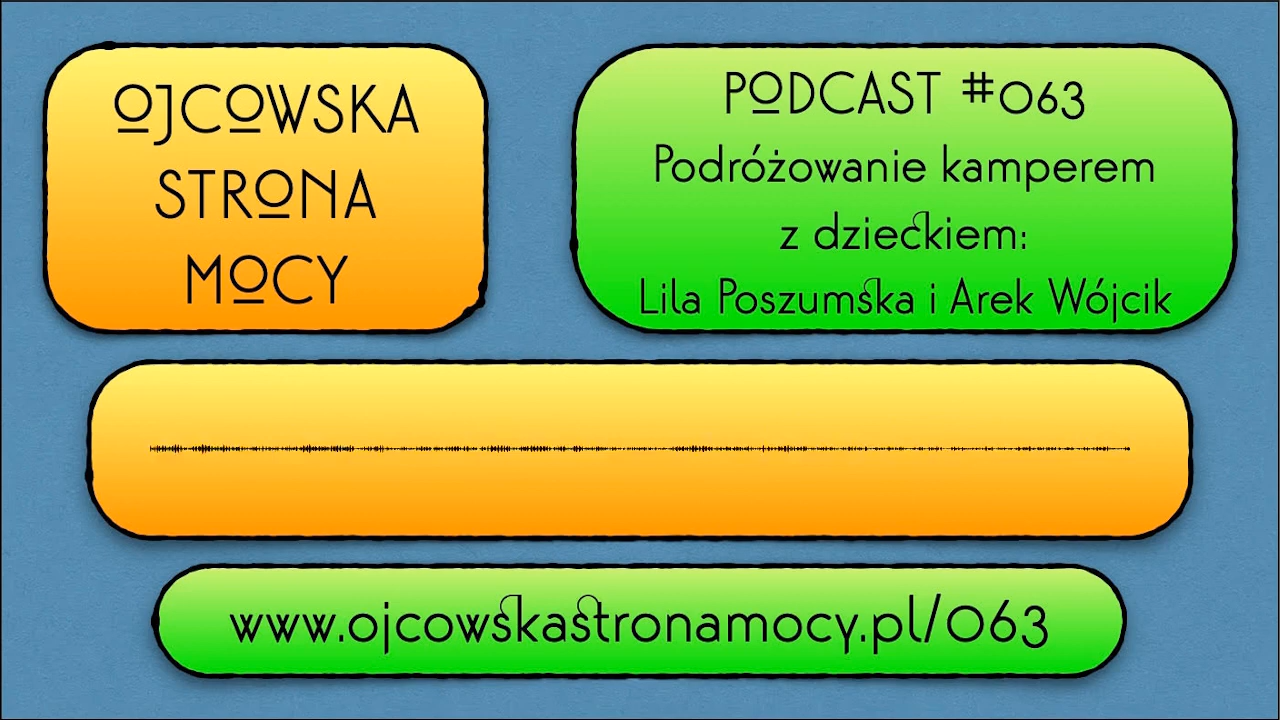 OJCOWSKA
STRONA
MOCY
PODCAST #063
Podróżowanie kamperem
z dzieckiem:
Lila Poszumska i Arek Wójcik
www.ojcowskastronamocy.pl/063